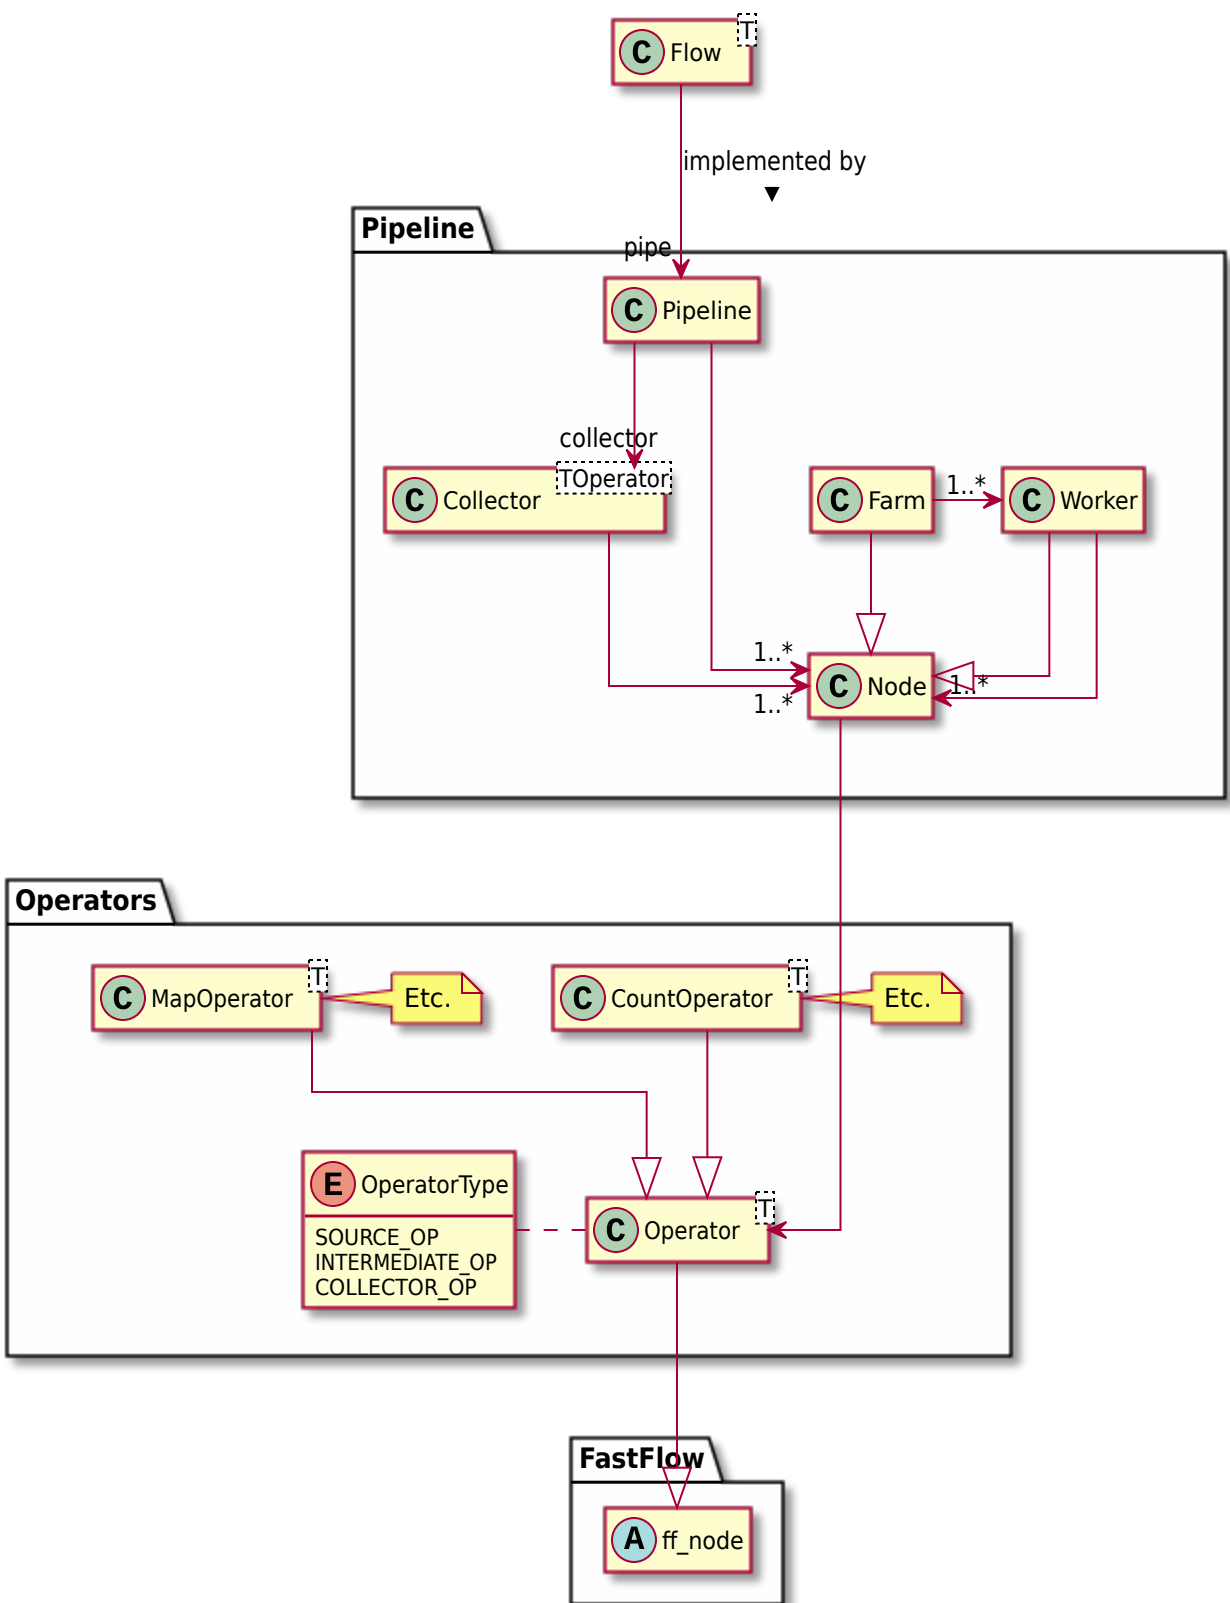 T
C Flow
implemented by
▼
Pipeline
pipe
C Pipeline
collector
TOperator
C Collector
C Farm
1..*
C Worker
1..*
C Node
1..*
1..*
Operators
T
C MapOperator
Etc.
T
C CountOperator
Etc.
E OperatorType
SOURCE_OP
INTERMEDIATE_OP
COLLECTOR_OP
T
C Operator
FastFlow
A ff_node